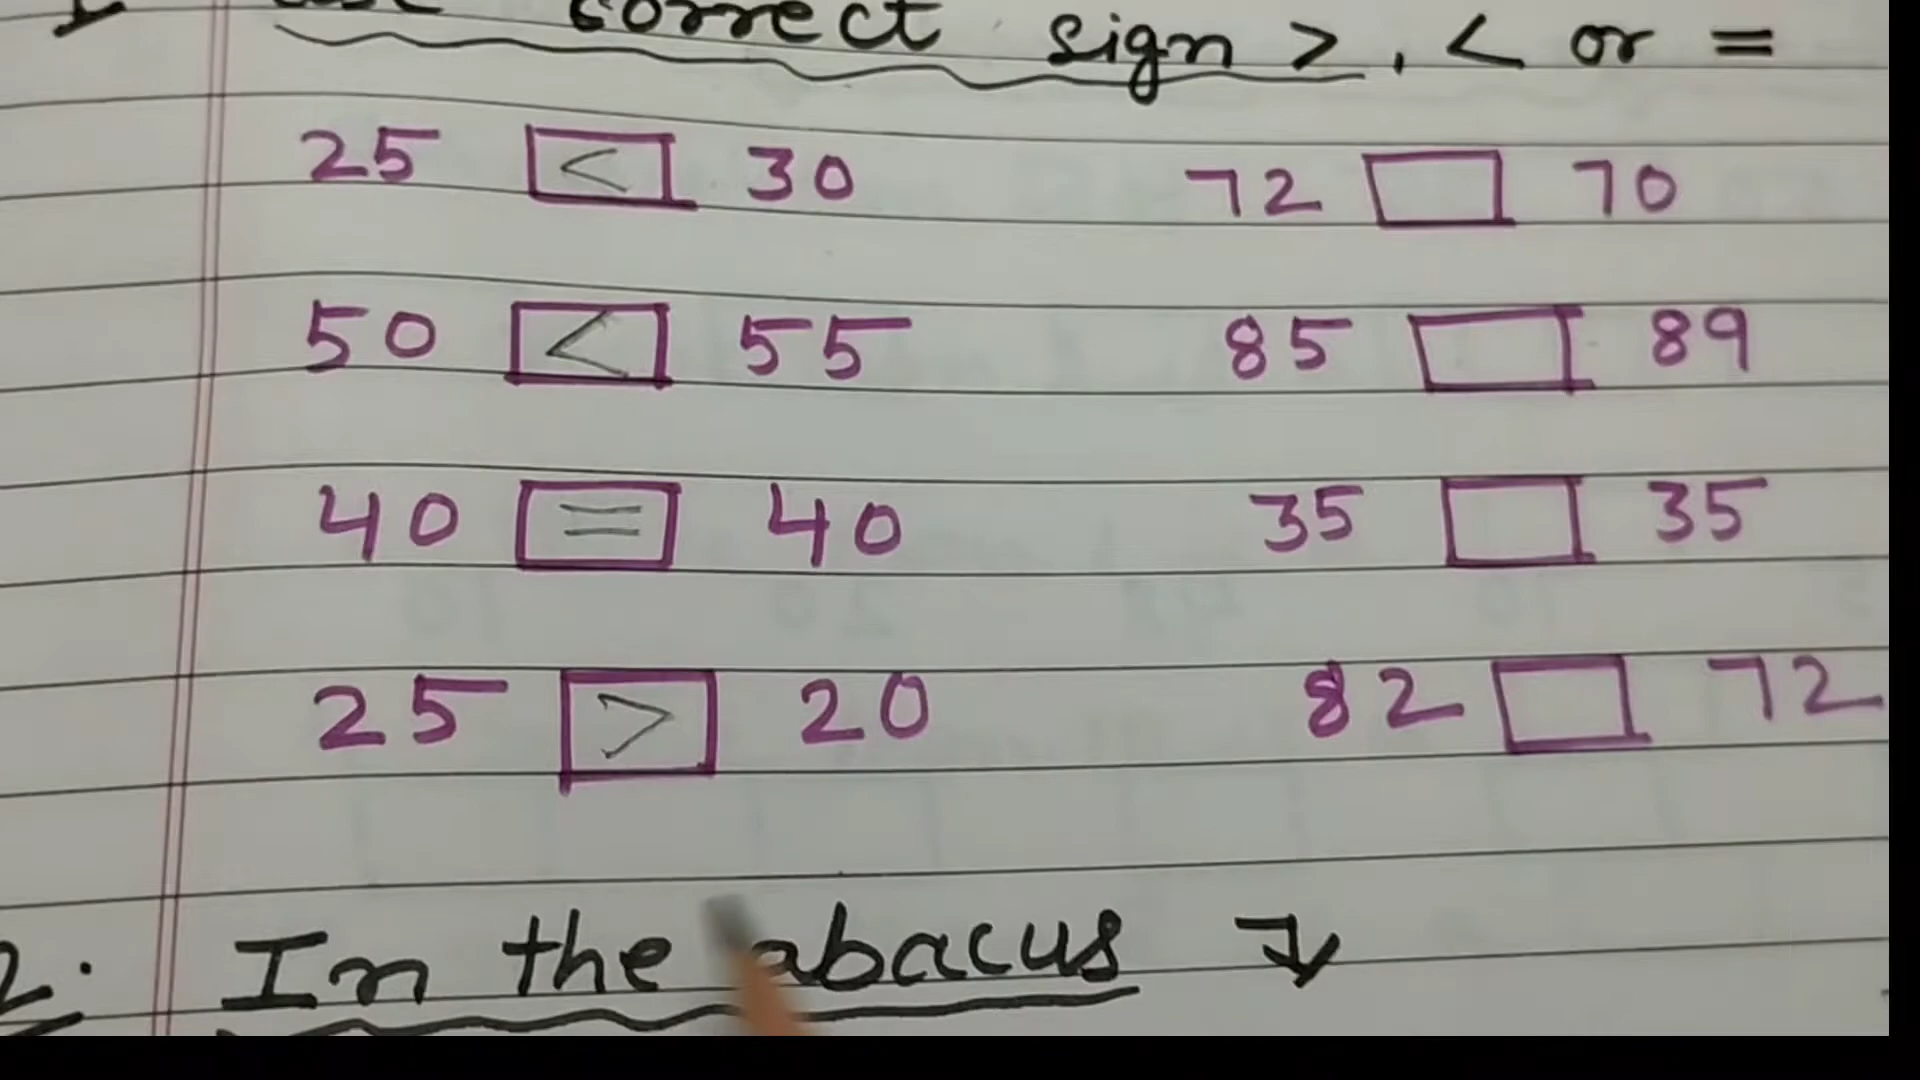 correct sign >, < or =
25 < 30 72 70
50 < 55 85 89
40 = 40 35 35
25 > 20 82 72
2. In the abacus